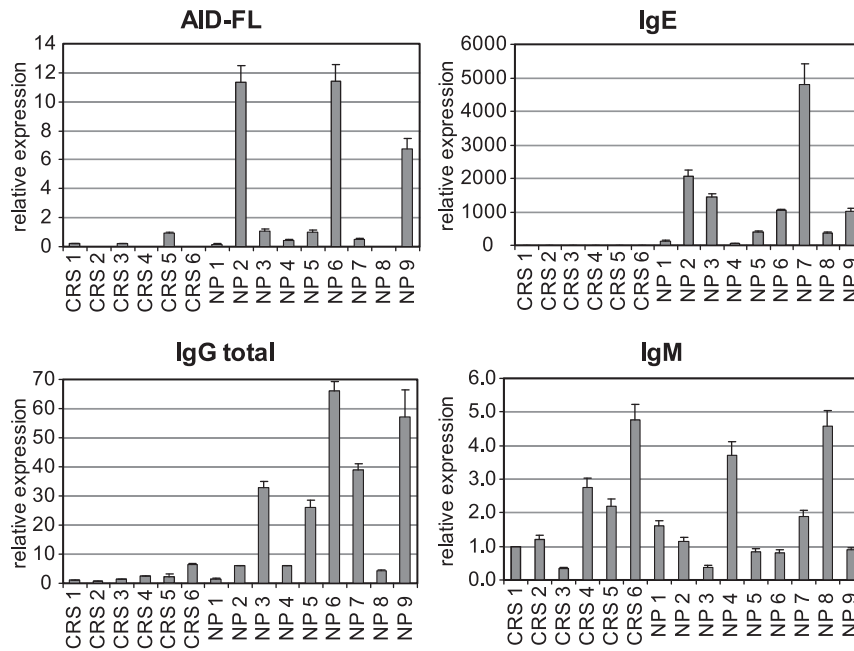 AID-FL
relative expression
14
12
10
8
6
4
2
0
CRS 1
CRS 2
CRS 3
CRS 4
CRS 5
CRS 6
NP 1
NP 2
NP 3
NP 4
NP 5
NP 6
NP 7
NP 8
NP 9
IgE
relative expression
6000
5000
4000
3000
2000
1000
0
CRS 1
CRS 2
CRS 3
CRS 4
CRS 5
CRS 6
NP 1
NP 2
NP 3
NP 4
NP 5
NP 6
NP 7
NP 8
NP 9
IgG total
relative expression
70
60
50
40
30
20
10
0
CRS 1
CRS 2
CRS 3
CRS 4
CRS 5
CRS 6
NP 1
NP 2
NP 3
NP 4
NP 5
NP 6
NP 7
NP 8
NP 9
IgM
relative expression
6.0
5.0
4.0
3.0
2.0
1.0
0.0
CRS 1
CRS 2
CRS 3
CRS 4
CRS 5
CRS 6
NP 1
NP 2
NP 3
NP 4
NP 5
NP 6
NP 7
NP 8
NP 9